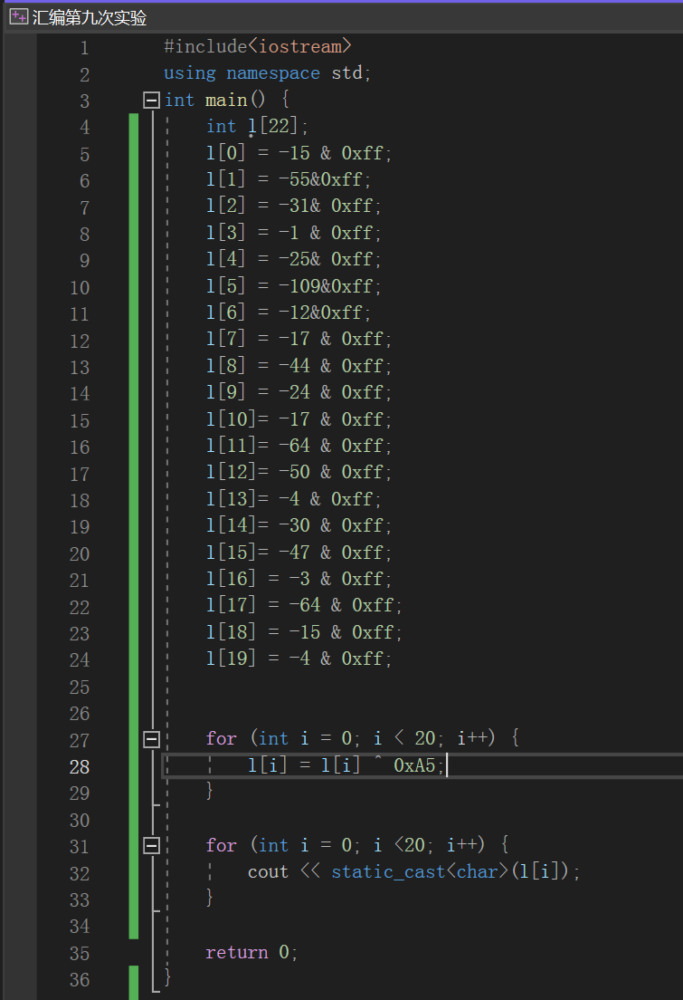 汇编第九次实验
1 #include<iostream>
2 using namespace std;
3 int main() {
4 int l[22];
5 l[0] = -15 & 0xff;
6 l[1] = -55&0xff;
7 l[2] = -31& 0xff;
8 l[3] = -1 & 0xff;
9 l[4] = -25& 0xff;
10 l[5] = -109&0xff;
11 l[6] = -12&0xff;
12 l[7] = -17 & 0xff;
13 l[8] = -44 & 0xff;
14 l[9] = -24 & 0xff;
15 l[10]= -17 & 0xff;
16 l[11]= -64 & 0xff;
17 l[12]= -50 & 0xff;
18 l[13]= -4 & 0xff;
19 l[14]= -30 & 0xff;
20 l[15]= -47 & 0xff;
21 l[16] = -3 & 0xff;
22 l[17] = -64 & 0xff;
23 l[18] = -15 & 0xff;
24 l[19] = -4 & 0xff;
25
26
27 for (int i = 0; i < 20; i++) {
28 l[i] = l[i] ^ 0xA5;
29 }
30
31 for (int i = 0; i <20; i++) {
32 cout << static_cast<char>(l[i]);
33 }
34
35 return 0;
36 }